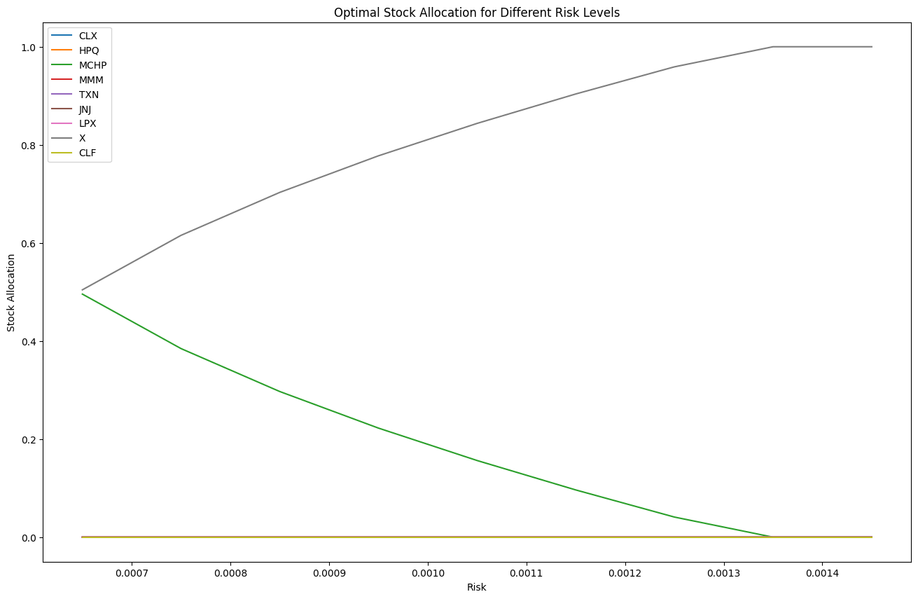 Optimal Stock Allocation for Different Risk Levels
CLX
HPQ
MCHP
MMM
TXN
JNJ
LPX
X
CLF
1.0
0.8
0.6
0.4
0.2
0.0
Stock Allocation
0.0007 0.0008 0.0009 0.0010 0.0011 0.0012 0.0013 0.0014
Risk